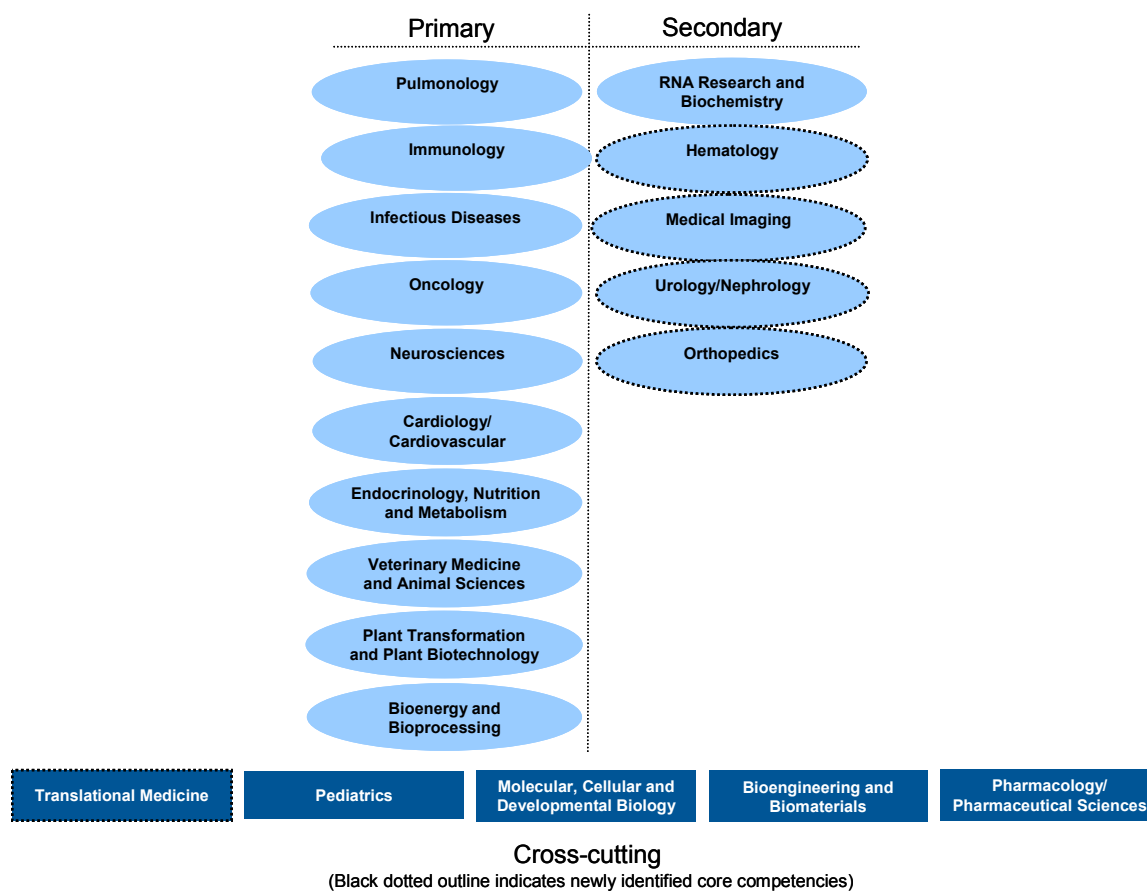 Primary
Secondary
Pulmonology
RNA Research and
Biochemistry
Immunology
Hematology
Infectious Diseases
Medical Imaging
Oncology
Urology/Nephrology
Neurosciences
Orthopedics
Cardiology/
Cardiovascular
Endocrinology, Nutrition
and Metabolism
Veterinary Medicine
and Animal Sciences
Plant Transformation
and Plant Biotechnology
Bioenergy and
Bioprocessing
Translational Medicine
Pediatrics
Molecular, Cellular and
Developmental Biology
Bioengineering and
Biomaterials
Pharmacology/
Pharmaceutical Sciences
Cross-cutting
(Black dotted outline indicates newly identified core competencies)